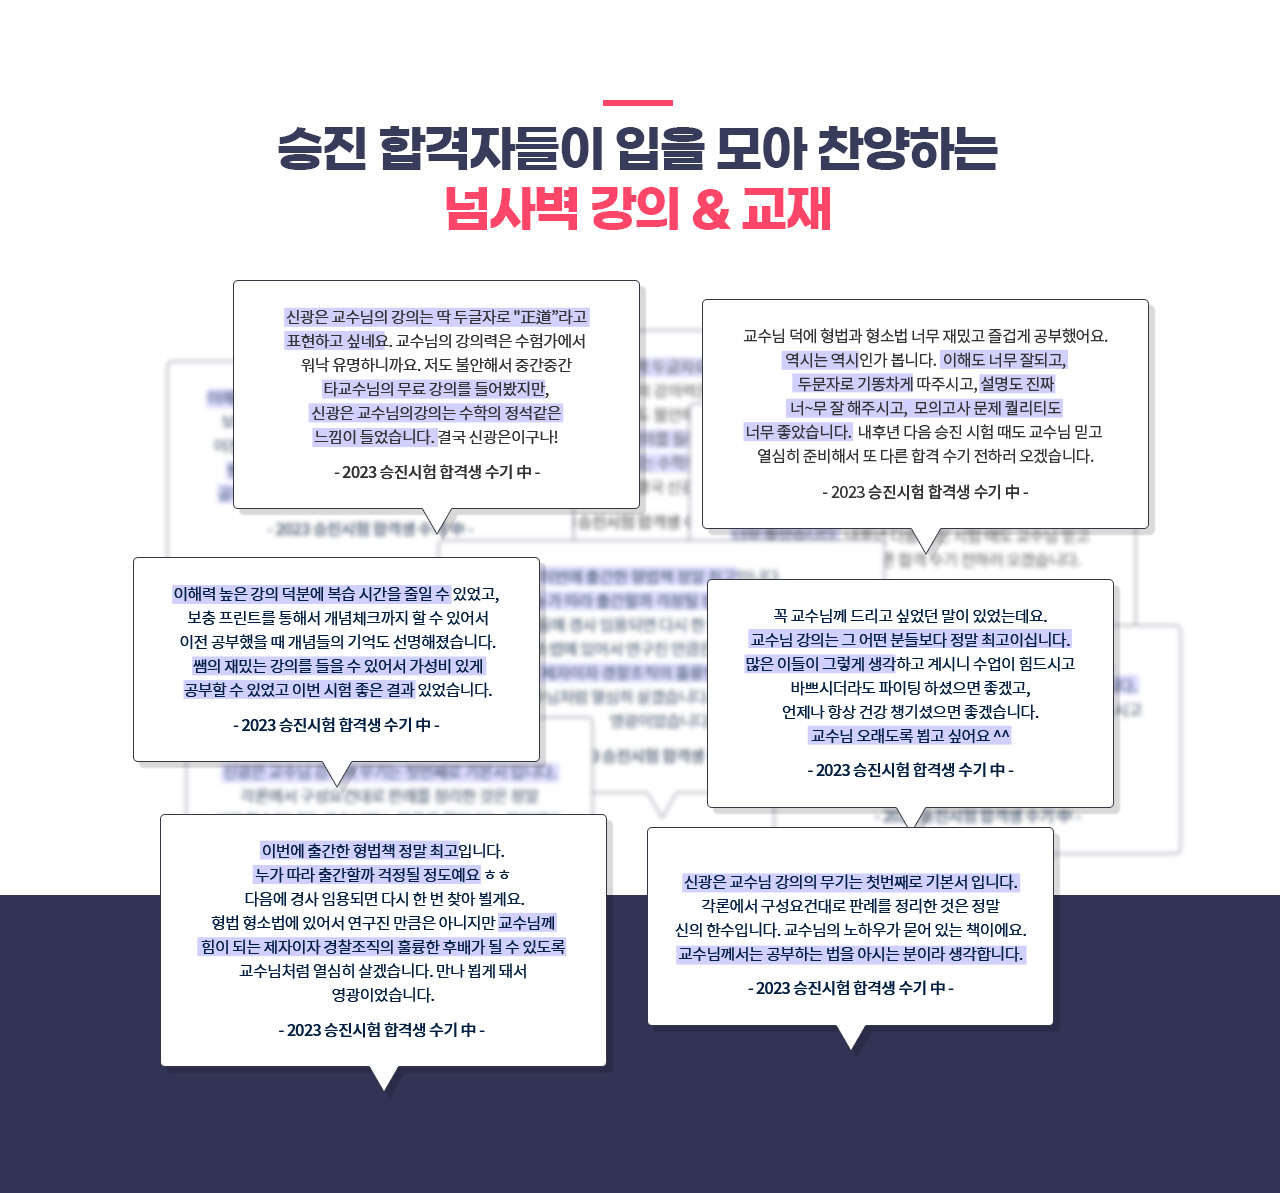 승진 합격자들이 입을 모아 찬양하는
넘사벽 강의 & 교재
신광은 교수님의 강의는 딱 두글자로 "正道”라고
표현하고 싶네요. 교수님의 강의력은 수험가에서
워낙 유명하니까요. 저도 불안해서 중간중간
타교수님의 무료 강의를 들어봤지만,
신광은 교수님의강의는 수학의 정석같은
느낌이 들었습니다. 결국 신광은이구나!
- 2023 승진시험 합격생 수기 中 -
교수님 덕에 형법과 형소법 너무 재밌고 즐겁게 공부했어요.
역시는 역시인가 봅니다. 이해도 너무 잘되고,
두문자로 기똥차게 따주시고, 설명도 진짜
너~무 잘 해주시고, 모의고사 문제 퀄리티도
너무 좋았습니다. 내후년 다음 승진 시험 때도 교수님 믿고
열심히 준비해서 또 다른 합격 수기 전하러 오겠습니다.
- 2023 승진시험 합격생 수기 中 -
이해력 높은 강의 덕분에 복습 시간을 줄일 수 있었고,
보충 프린트를 통해서 개념체크까지 할 수 있어서
이전 공부했을 때 개념들의 기억도 선명해졌습니다.
쌤의 재밌는 강의를 들을 수 있어서 가성비 있게
공부할 수 있었고 이번 시험 좋은 결과 있었습니다.
- 2023 승진시험 합격생 수기 中 -
꼭 교수님께 드리고 싶었던 말이 있었는데요.
교수님 강의는 그 어떤 분들보다 정말 최고이십니다.
많은 이들이 그렇게 생각하고 계시니 수업이 힘드시고
바쁘시더라도 파이팅 하셨으면 좋겠고,
언제나 항상 건강 챙기셨으면 좋겠습니다.
교수님 오래도록 뵙고 싶어요 ^^
- 2023 승진시험 합격생 수기 中 -
이번에 출간한 형법책 정말 최고입니다.
누가 따라 출간할까 걱정될 정도예요 ㅎㅎ
다음에 경사 임용되면 다시 한 번 찾아 뵐게요.
형법 형소법에 있어서 연구진 만큼은 아니지만 교수님께
힘이 되는 제자이자 경찰조직의 훌륭한 후배가 될 수 있도록
교수님처럼 열심히 살겠습니다. 만나 뵙게 돼서
영광이었습니다.
- 2023 승진시험 합격생 수기 中 -
신광은 교수님 강의의 무기는 첫번째로 기본서 입니다.
각론에서 구성요건대로 판례를 정리한 것은 정말
신의 한수입니다. 교수님의 노하우가 묻어 있는 책이에요.
교수님께서는 공부하는 법을 아시는 분이라 생각합니다.
- 2023 승진시험 합격생 수기 中 -